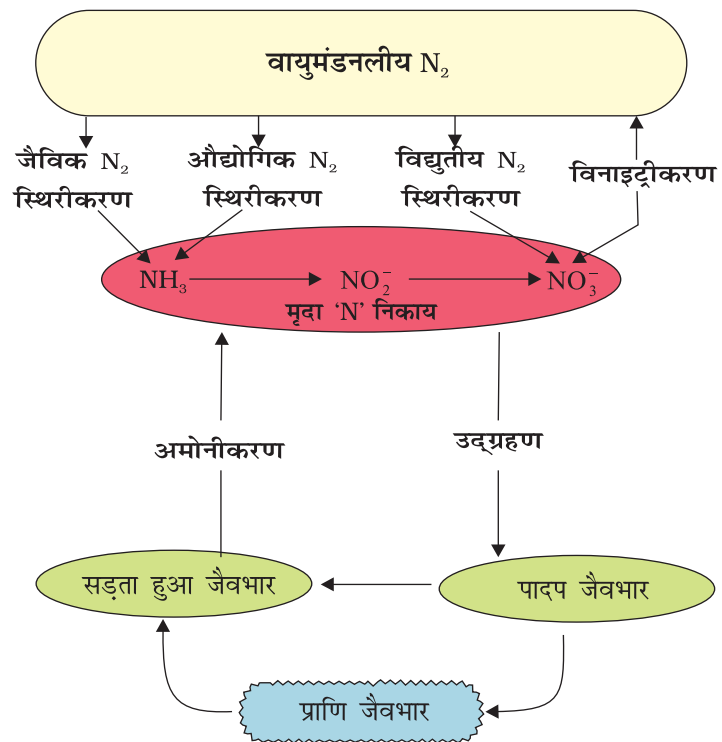 वायुमंडनलीय N₂
जैविक N₂
स्थिरीकरण
औद्योगिक N₂
स्थिरीकरण
विद्युतीय N₂
स्थिरीकरण
विनाइट्रीकरण
NH₃ NO₂⁻ NO₃⁻
मृदा ‘N’ निकाय
अमोनीकरण
उद्ग्रहण
सड़ता हुआ जैवभार
पादप जैवभार
प्राणि जैवभार